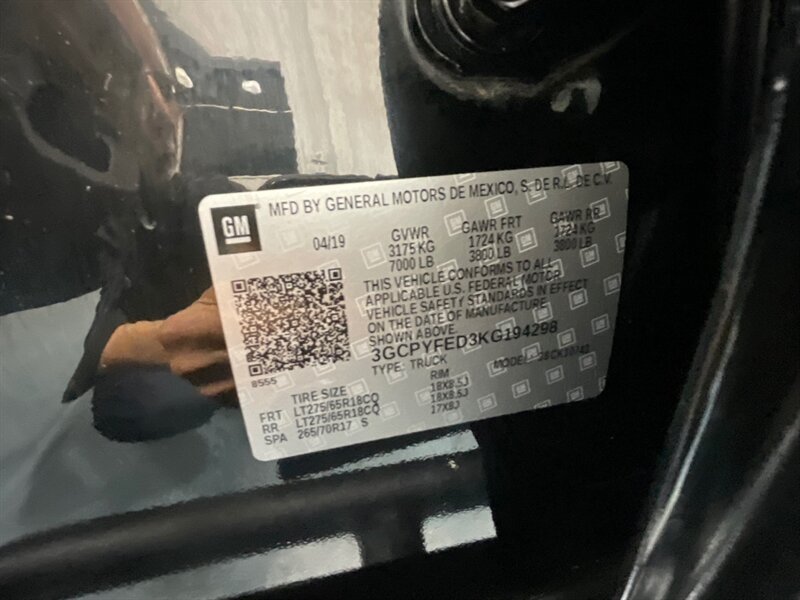 GM
MFD BY GENERAL MOTORS DE MEXICO, S. DE R.L. DE C.V.
04/19 GVWR GAWR FRT GAWR RR
3175 KG 1724 KG 1724 KG
7000 LB 3800 LB 3800 LB
THIS VEHICLE CONFORMS TO ALL
APPLICABLE U.S. FEDERAL MOTOR
VEHICLE SAFETY STANDARDS IN EFFECT
ON THE DATE OF MANUFACTURE
SHOWN ABOVE.
3GCPYFED3KG194298
TYPE: TRUCK MODEL:
8555
TIRE SIZE RIM
FRT LT275/65R18CQ 18X8.5J
RR LT275/65R18CQ 18X8.5J
SPA 265/70R17 S 17X8J